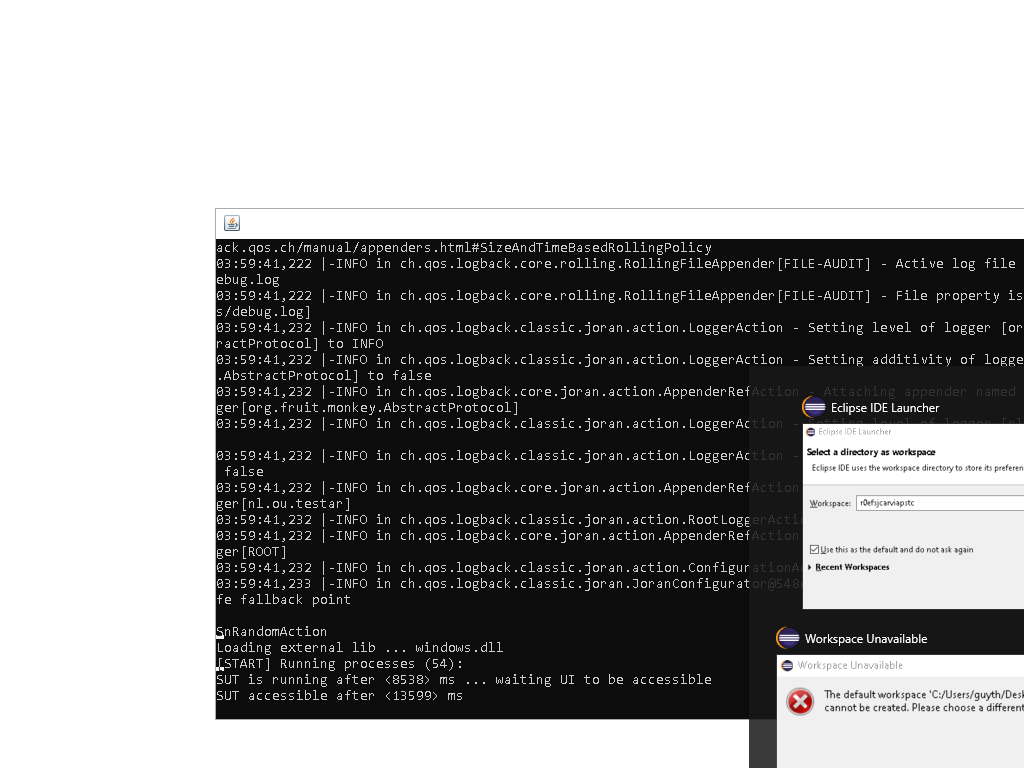 ack.qos.ch/manual/appenders.html#SizeAndTimeBasedRollingPolicy
03:59:41,222 |-INFO in ch.qos.logback.core.rolling.RollingFileAppender[FILE-AUDIT] - Active log file
ebug.log
03:59:41,222 |-INFO in ch.qos.logback.core.rolling.RollingFileAppender[FILE-AUDIT] - File property is
s/debug.log]
03:59:41,232 |-INFO in ch.qos.logback.classic.joran.action.LoggerAction - Setting level of logger [or
ractProtocol] to INFO
03:59:41,232 |-INFO in ch.qos.logback.classic.joran.action.LoggerAction - Setting additivity of logge
.AbstractProtocol] to false
03:59:41,232 |-INFO in ch.qos.logback.core.joran.action.AppenderRefAction - Attaching appender named
ger[org.fruit.monkey.AbstractProtocol]
03:59:41,232 |-INFO in ch.qos.logback.classic.joran.action.LoggerAction
03:59:41,232 |-INFO in ch.qos.logback.classic.joran.action.LoggerAction
false
03:59:41,232 |-INFO in ch.qos.logback.core.joran.action.AppenderRefAction
ger[nl.ou.testar]
03:59:41,232 |-INFO in ch.qos.logback.classic.joran.action.RootLoggerActi
03:59:41,232 |-INFO in ch.qos.logback.core.joran.action.AppenderRefAction
ger[ROOT]
03:59:41,232 |-INFO in ch.qos.logback.classic.joran.action.ConfigurationA
03:59:41,233 |-INFO in ch.qos.logback.classic.joran.JoranConfigurator@548
fe fallback point
SnRandomAction
Loading external lib ... windows.dll
[START] Running processes (54):
SUT is running after <8538> ms ... waiting UI to be accessible
SUT accessible after <13599> ms
Eclipse IDE Launcher
Eclipse IDE Launcher
Select a directory as workspace
Eclipse IDE uses the workspace directory to store its preferen
Workspace: r0efsjcarviapstc
Use this as the default and do not ask again
Recent Workspaces
Workspace Unavailable
Workspace Unavailable
The default workspace 'C:/Users/guyth/Desk
cannot be created. Please choose a different